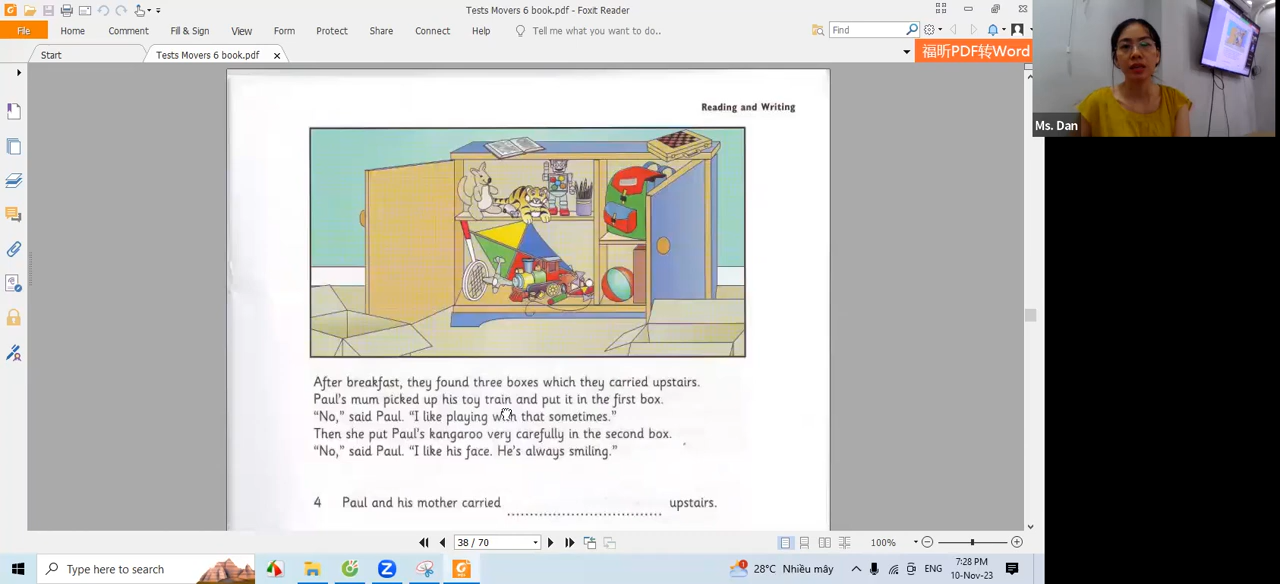 Tests Movers 6 book.pdf - Foxit Reader
File Home Comment Fill & Sign View Form Protect Share Connect Help Tell me what you want to do.. Find
Start Tests Movers 6 book.pdf 福昕PDF转Word
Ms. Dan
Reading and Writing
After breakfast, they found three boxes which they carried upstairs.
Paul's mum picked up his toy train and put it in the first box.
"No," said Paul. "I like playing with that sometimes."
Then she put Paul's kangaroo very carefully in the second box.
"No," said Paul. "I like his face. He's always smiling."
4 Paul and his mother carried ................................ upstairs.
38 / 70 100%
Type here to search 28°C Nhiều mây ENG 7:28 PM
10-Nov-23